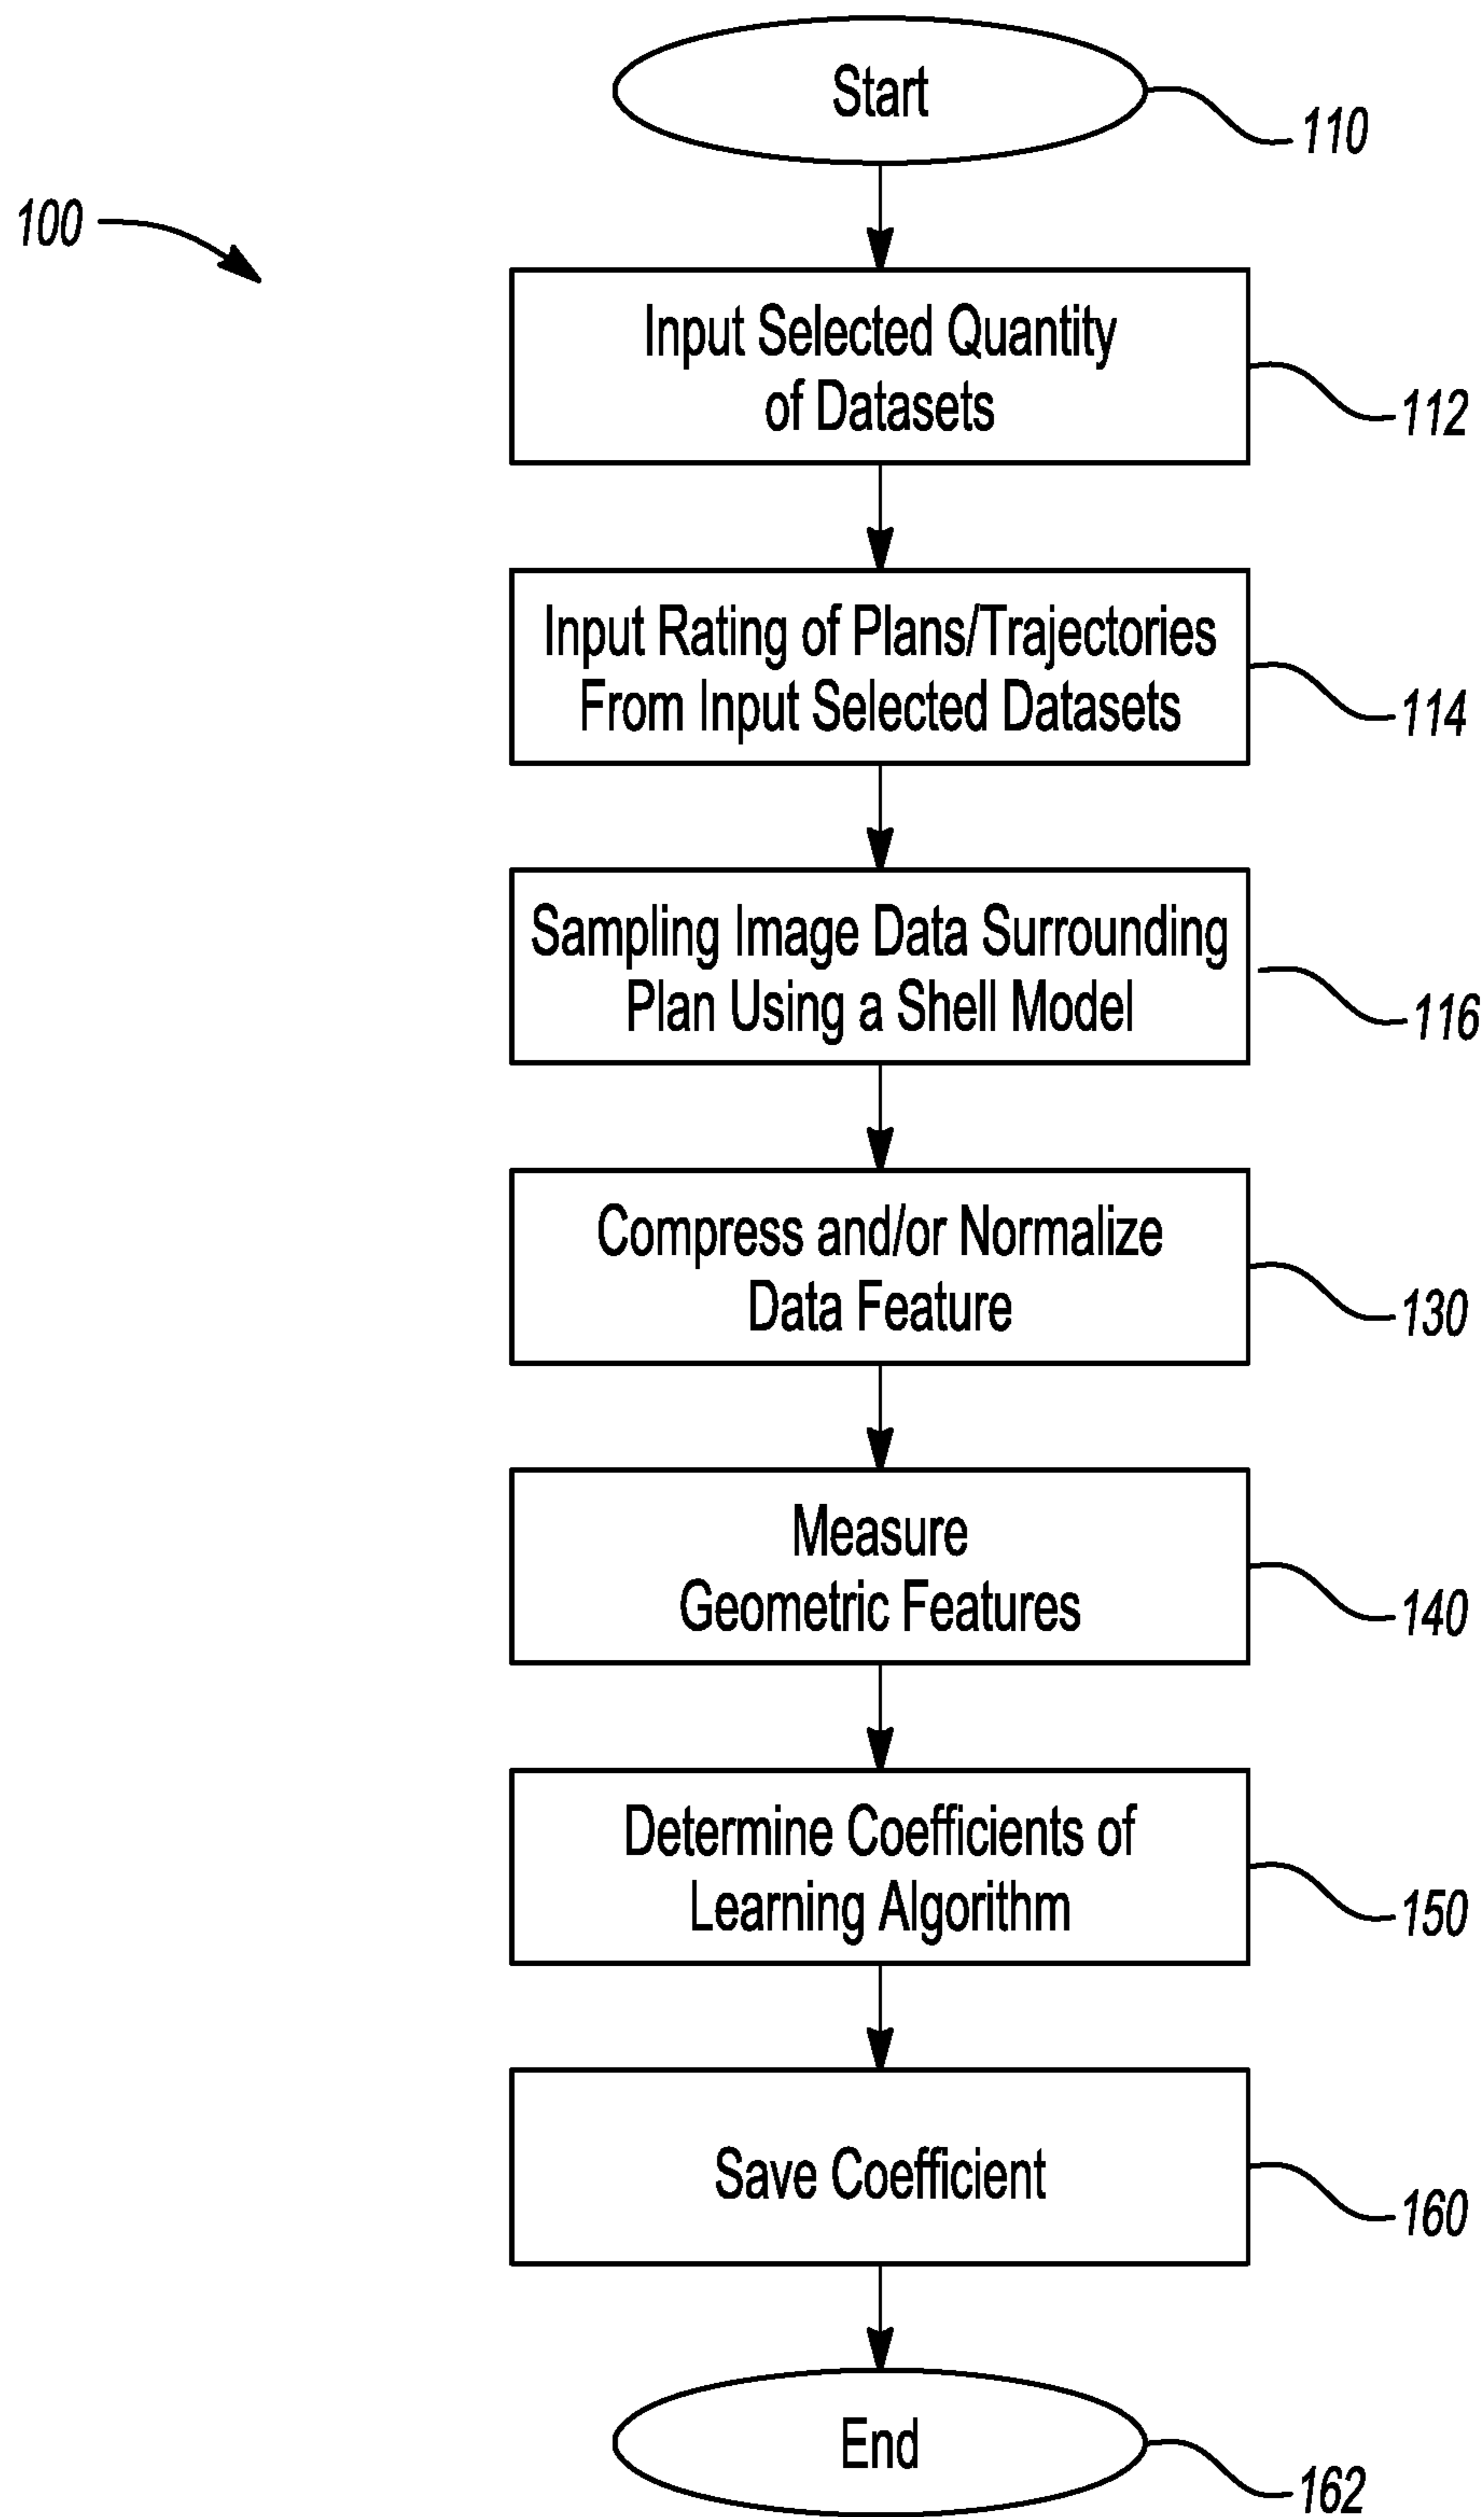 Start
110
100
Input Selected Quantity
of Datasets
112
Input Rating of Plans/Trajectories
From Input Selected Datasets
114
Sampling Image Data Surrounding
Plan Using a Shell Model
116
Compress and/or Normalize
Data Feature
130
Measure
Geometric Features
140
Determine Coefficients of
Learning Algorithm
150
Save Coefficient
160
End
162